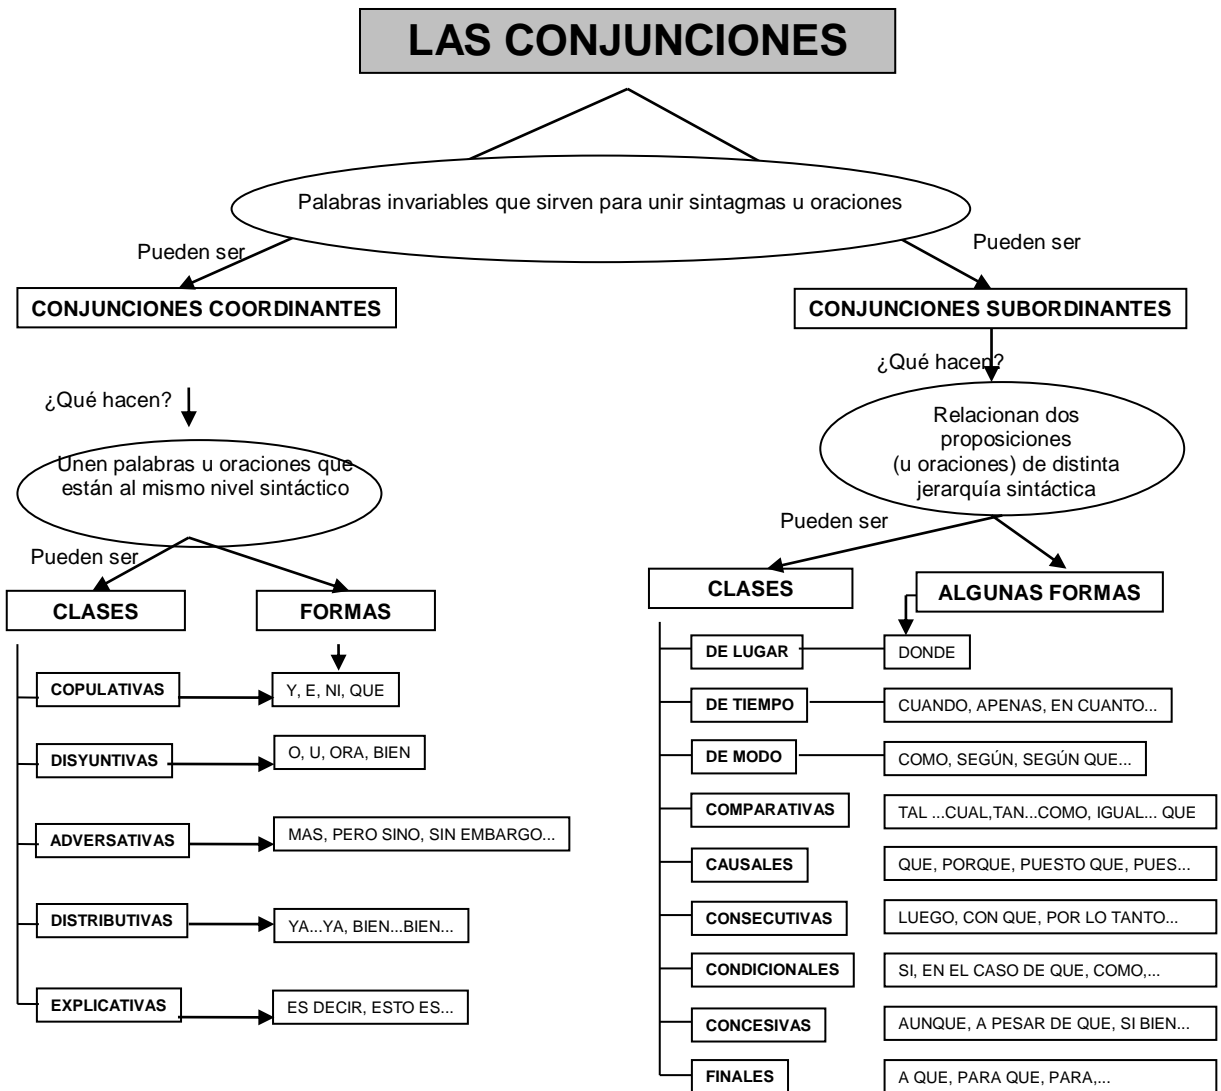 LAS CONJUNCIONES
Palabras invariables que sirven para unir sintagmas u oraciones
Pueden ser
Pueden ser
CONJUNCIONES COORDINANTES
CONJUNCIONES SUBORDINANTES
¿Qué hacen?
Unen palabras u oraciones que
están al mismo nivel sintáctico
Pueden ser
CLASES
FORMAS
COPULATIVAS
Y, E, NI, QUE
DISYUNTIVAS
O, U, ORA, BIEN
ADVERSATIVAS
MAS, PERO SINO, SIN EMBARGO...
DISTRIBUTIVAS
YA...YA, BIEN...BIEN...
EXPLICATIVAS
ES DECIR, ESTO ES...
¿Qué hacen?
Relacionan dos
proposiciones
(u oraciones) de distinta
jerarquía sintáctica
Pueden ser
CLASES
ALGUNAS FORMAS
DE LUGAR
DONDE
DE TIEMPO
CUANDO, APENAS, EN CUANTO...
DE MODO
COMO, SEGÚN, SEGÚN QUE...
COMPARATIVAS
TAL ...CUAL,TAN...COMO, IGUAL... QUE
CAUSALES
QUE, PORQUE, PUESTO QUE, PUES...
CONSECUTIVAS
LUEGO, CON QUE, POR LO TANTO...
CONDICIONALES
SI, EN EL CASO DE QUE, COMO,...
CONCESIVAS
AUNQUE, A PESAR DE QUE, SI BIEN...
FINALES
A QUE, PARA QUE, PARA,...